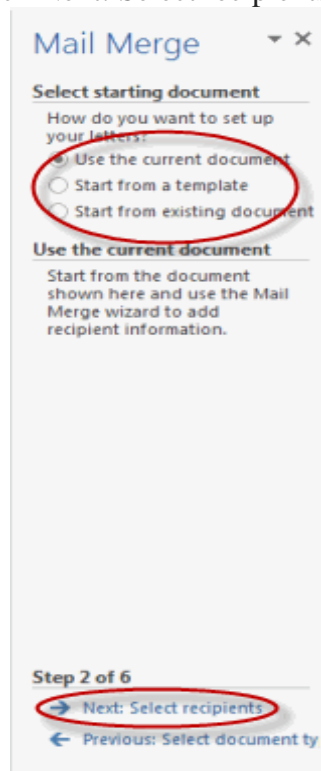 Mail Merge
Select starting document
How do you want to set up
your letters?
Use the current document
Start from a template
Start from existing document
Use the current document
Start from the document
shown here and use the Mail
Merge wizard to add
recipient information.
Step 2 of 6
Next: Select recipients
Previous: Select document ty